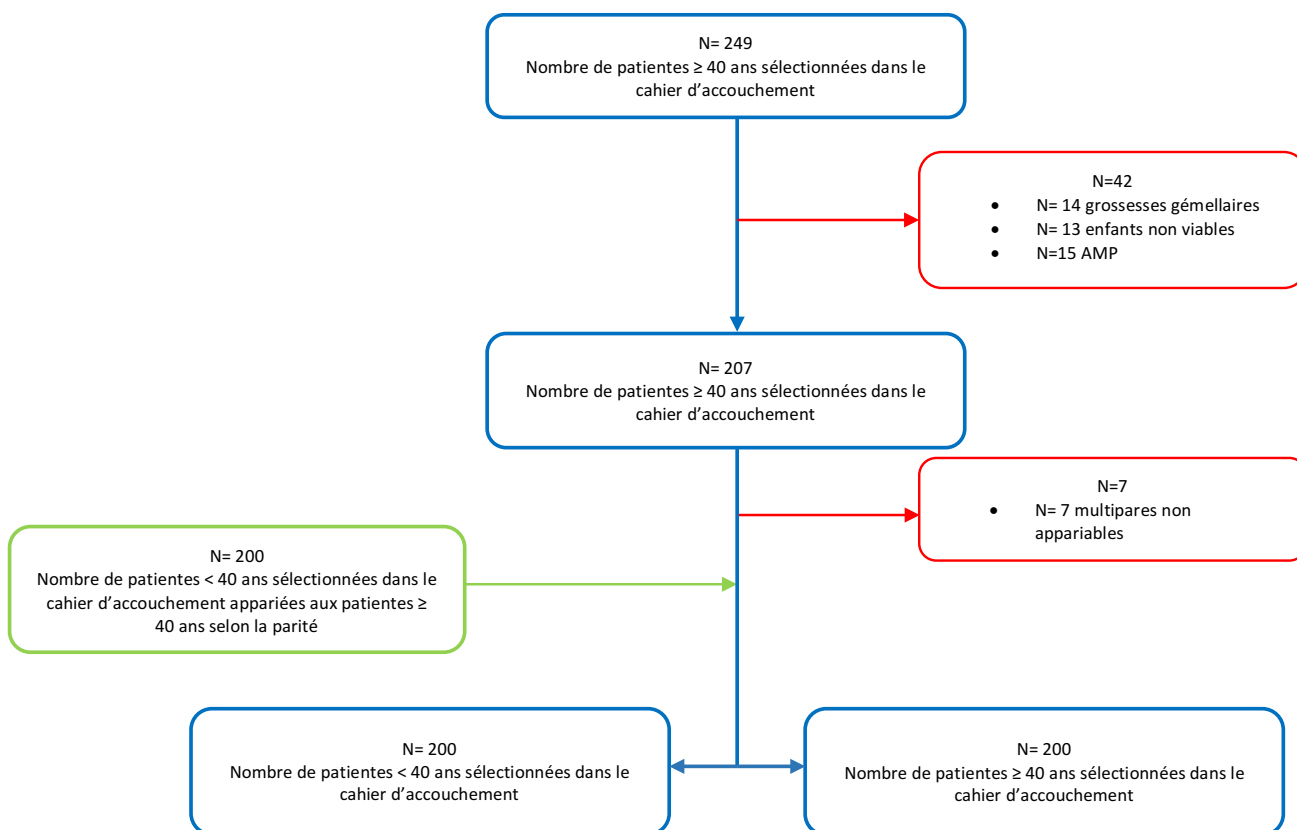 N= 249
Nombre de patientes ≥ 40 ans sélectionnées dans le
cahier d’accouchement
N=42
• N= 14 grossesses gémellaires
• N= 13 enfants non viables
• N=15 AMP
N= 207
Nombre de patientes ≥ 40 ans sélectionnées dans le
cahier d’accouchement
N=7
• N= 7 multipares non
appariables
N= 200
Nombre de patientes < 40 ans sélectionnées dans le
cahier d’accouchement appariées aux patientes ≥
40 ans selon la parité
N= 200
Nombre de patientes < 40 ans sélectionnées dans le
cahier d’accouchement
N= 200
Nombre de patientes ≥ 40 ans sélectionnées dans le
cahier d’accouchement